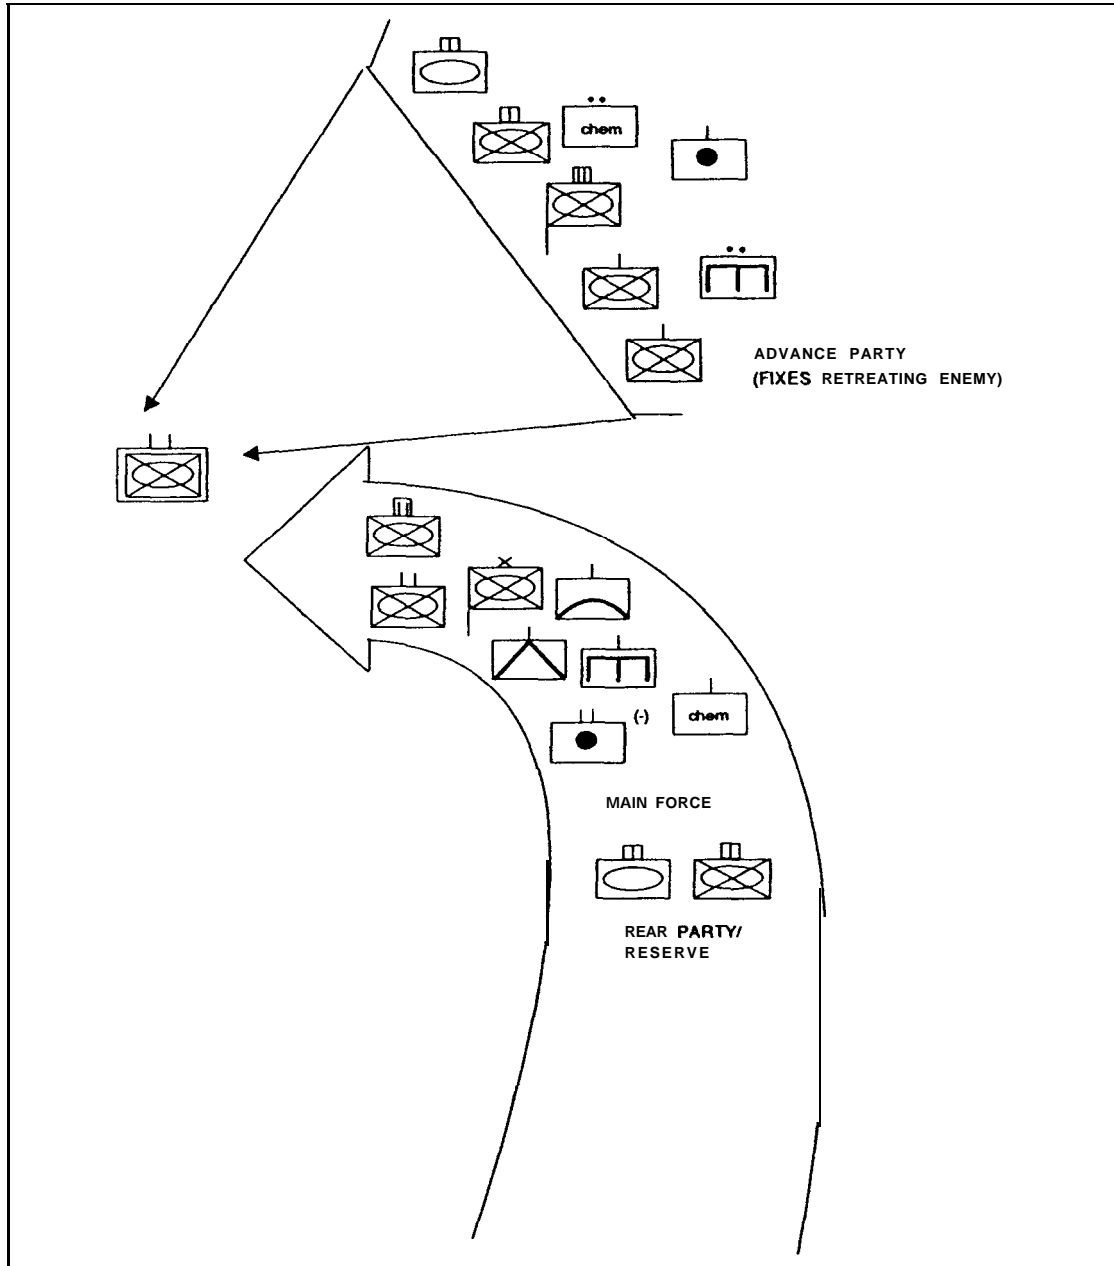 chem
ADVANCE PARTY
(FIXES RETREATING ENEMY)
(-)
chem
MAIN FORCE
REAR PARTY/
RESERVE